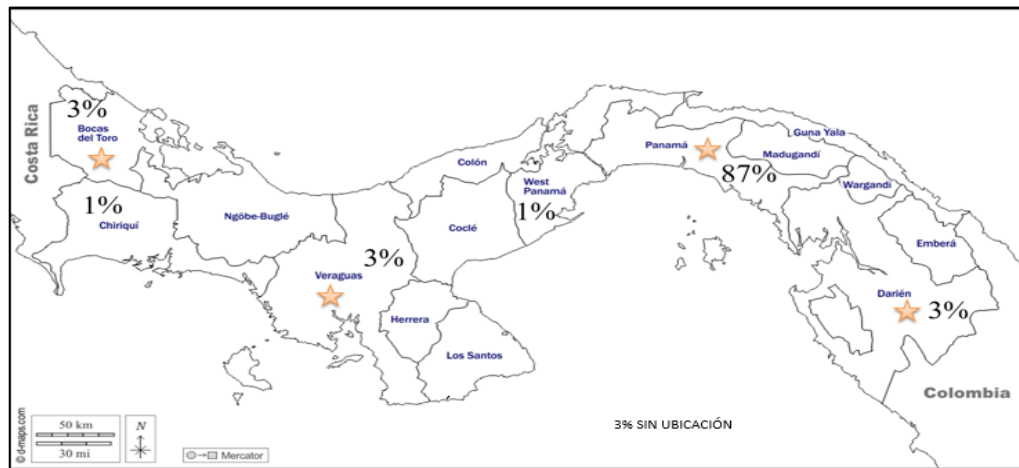 Costa Rica
3%
Bocas
del Toro
1%
Chiriquí
Ngöbe-Buglé
3%
Veraguas
Herrera
Los Santos
Coclé
Colón
West
Panamá
1%
Panamá
87%
Guna Yala
Madugandí
Wargandí
Emberá
Darién
3%
Colombia
3% SIN UBICACIÓN
© d-maps.com
50 km
30 mi
N
Mercator